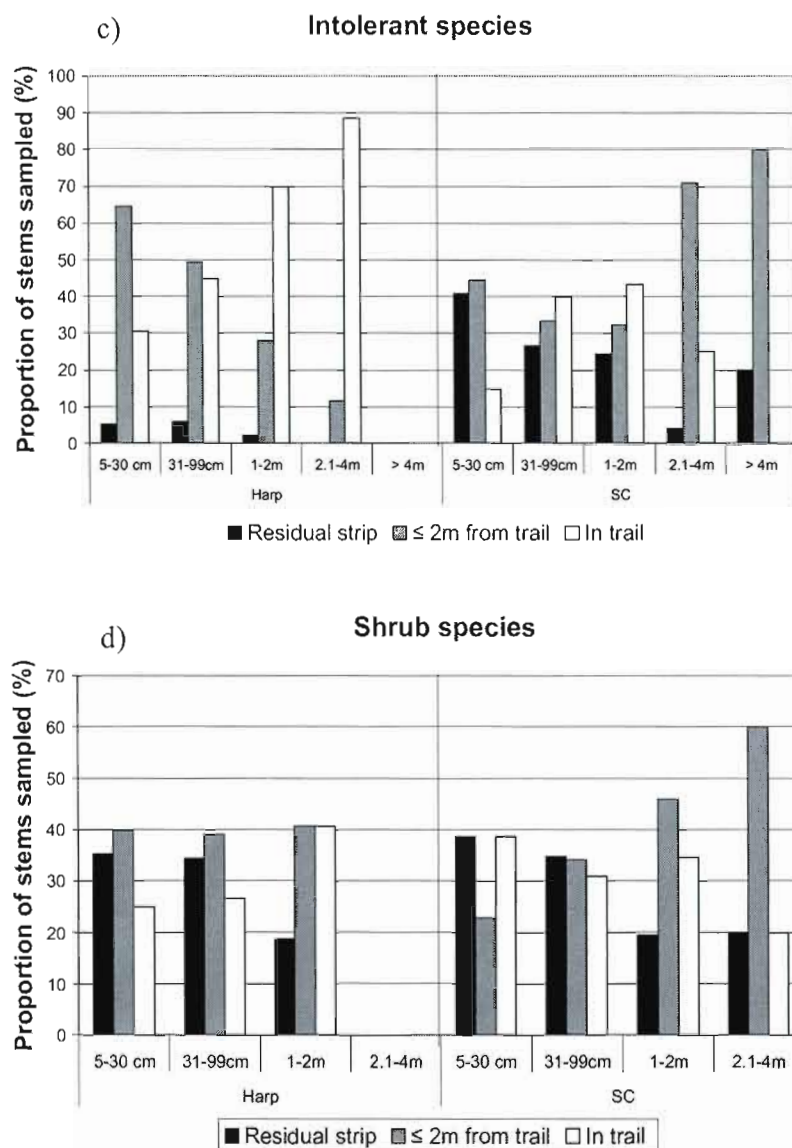 c)
Intolerant species
Proportion of stems sampled (%)
100
90
80
70
60
50
40
30
20
10
0
5-30 cm 31-99cm 1-2m 2.1-4m > 4m 5-30 cm 31-99cm 1-2m 2.1-4m > 4m
Harp SC
Residual strip ≤ 2m from trail In trail
d)
Shrub species
Proportion of stems sampled (%)
70
60
50
40
30
20
10
0
5-30 cm 31-99cm 1-2m 2.1-4m 5-30 cm 31-99cm 1-2m 2.1-4m
Harp SC
Residual strip ≤ 2m from trail In trail